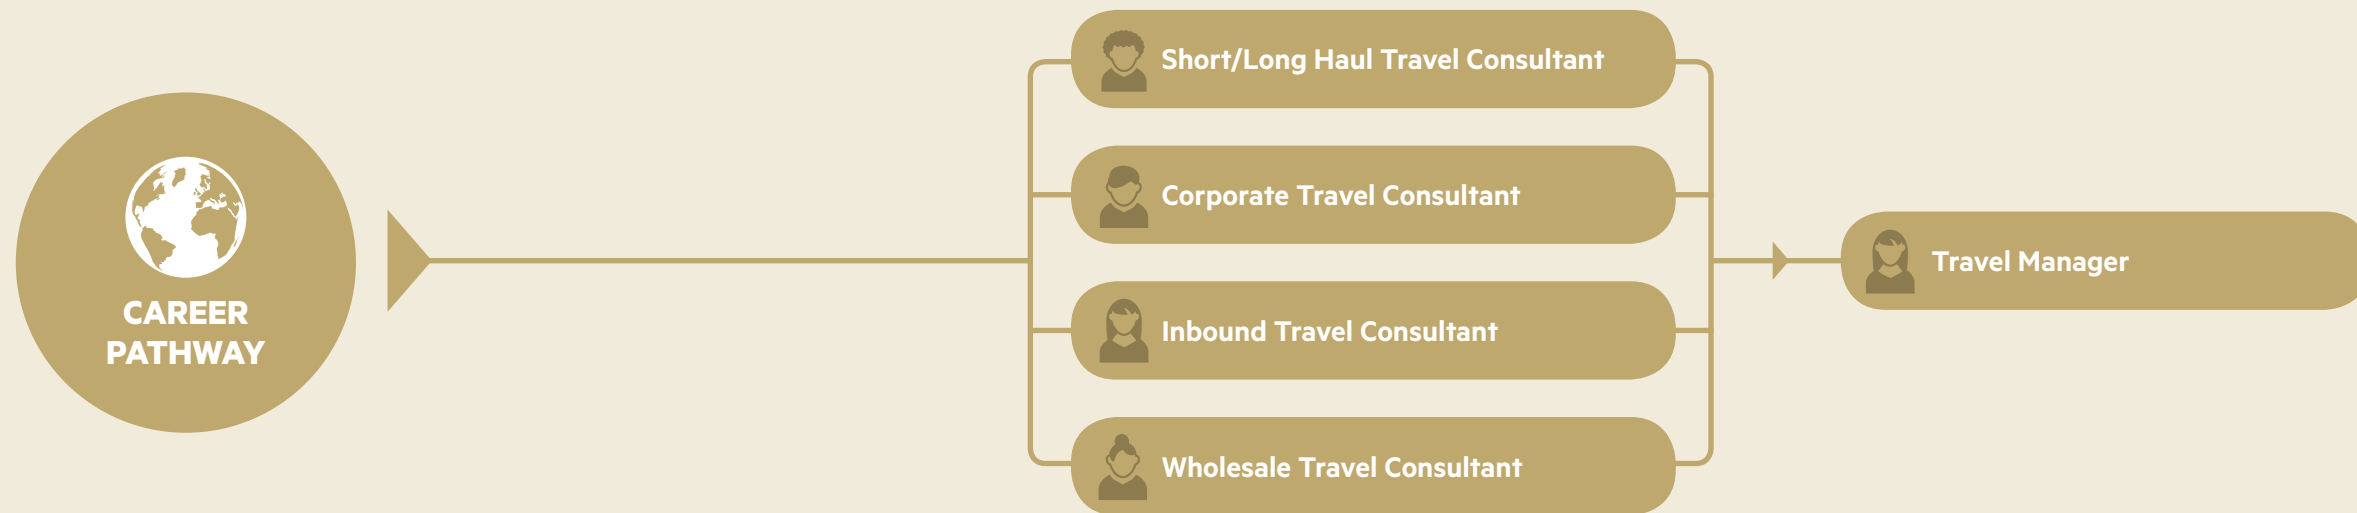 CAREER
PATHWAY
Short/Long Haul Travel Consultant
Corporate Travel Consultant
Inbound Travel Consultant
Wholesale Travel Consultant
Travel Manager